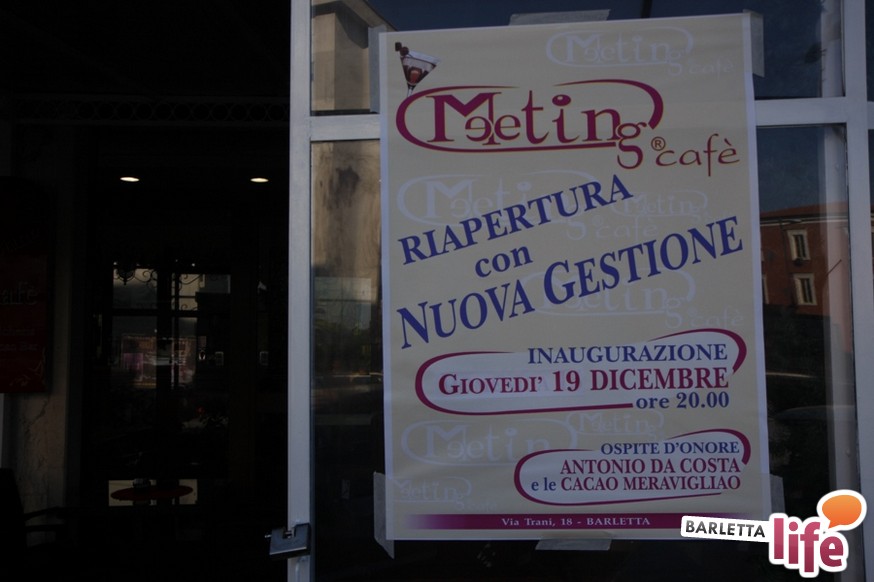 Meeting® cafè
RIAPERTURA
con
NUOVA GESTIONE
INAUGURAZIONE
GIOVEDI' 19 DICEMBRE
ore 20.00
OSPITE D'ONORE
ANTONIO DA COSTA
e le CACAO MERAVIGLIAO
Via Trani, 18 - BARLETTA
BARLETTA
life